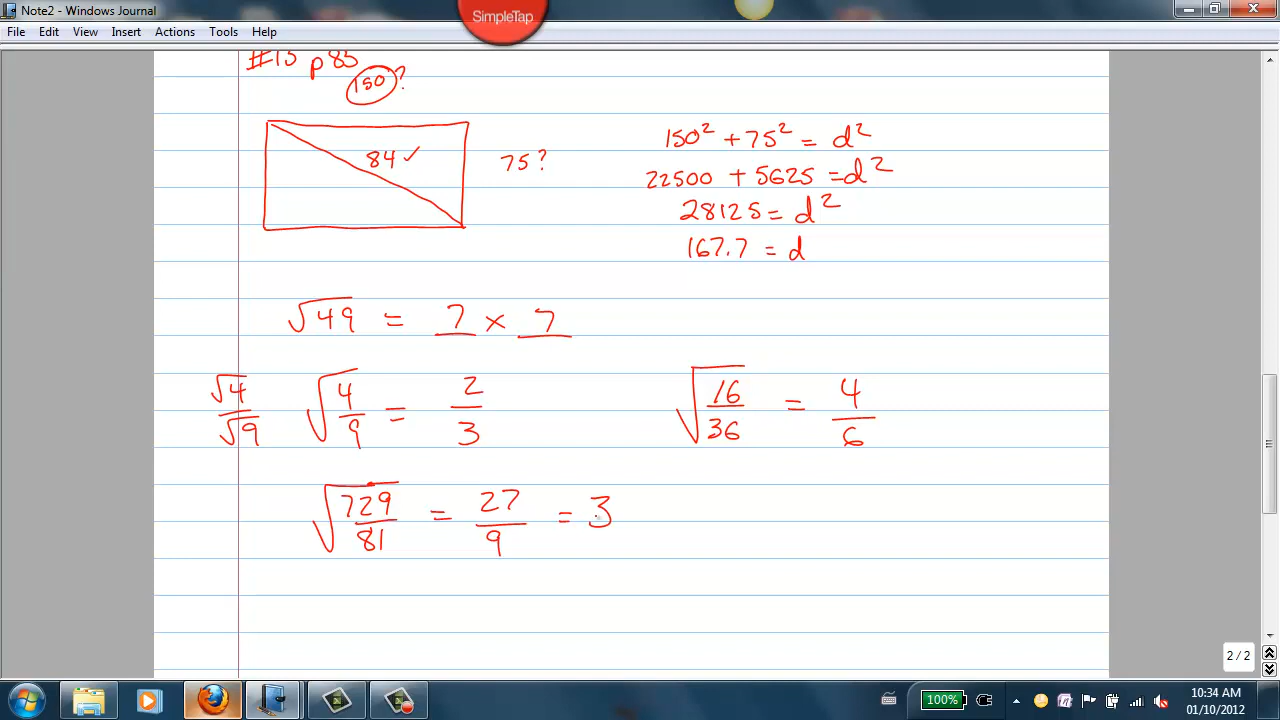 Note2 - Windows Journal
SimpleTap
File Edit View Insert Actions Tools Help
#15 p85
150?
84 ✓
75?
150² + 75² = d²
22500 + 5625 = d²
28125 = d²
167.7 = d
√49 = 7 × 7
√4/√9 √(4/9) = 2/3
√(16/36) = 4/6
√(729/81) = 27/9 = 3
2 / 2
100%
10:34 AM
01/10/2012